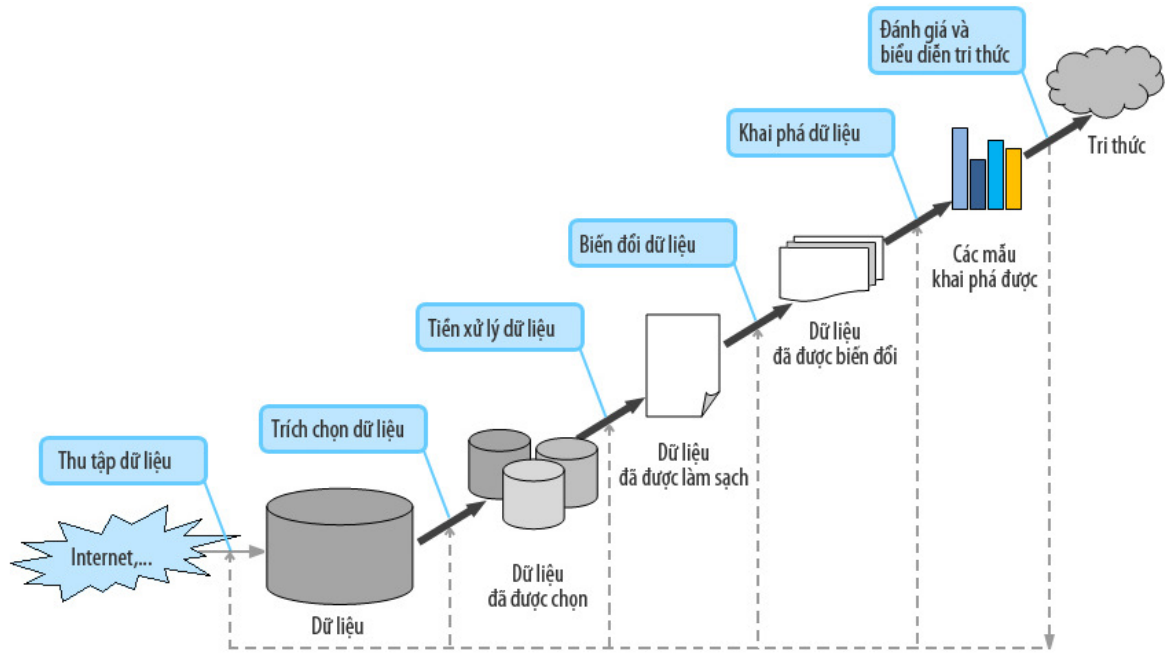 Đánh giá và
biểu diễn tri thức
Tri thức
Khai phá dữ liệu
Các mẫu
khai phá được
Biến đổi dữ liệu
Dữ liệu
đã được biến đổi
Tiền xử lý dữ liệu
Dữ liệu
đã được làm sạch
Trích chọn dữ liệu
Dữ liệu
đã được chọn
Thu tập dữ liệu
Internet,...
Dữ liệu